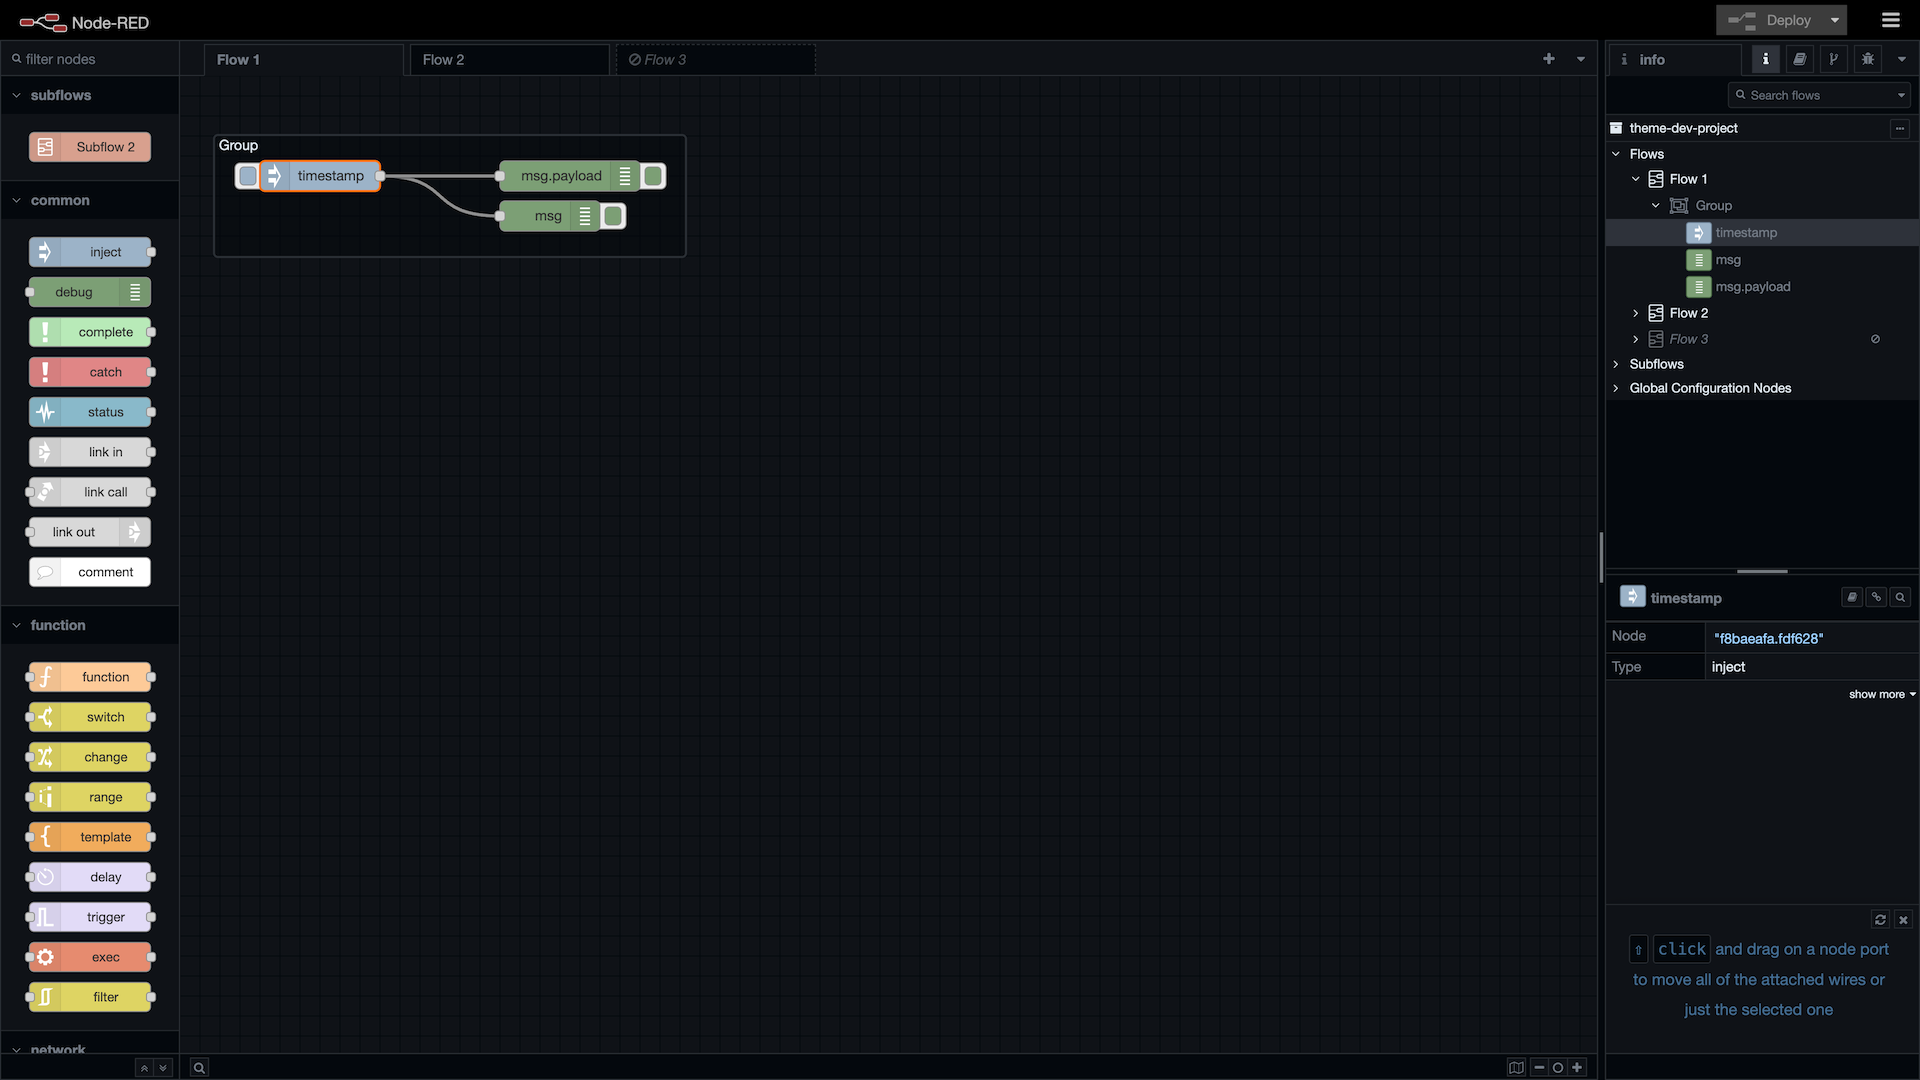 Node-RED
Deploy
filter nodes
Flow 1
Flow 2
Flow 3
info
Search flows
subflows
Subflow 2
common
inject
debug
complete
catch
status
link in
link call
link out
comment
function
function
switch
change
range
template
delay
trigger
exec
filter
network
Group
timestamp
msg.payload
msg
theme-dev-project
Flows
Flow 1
Group
timestamp
msg
msg.payload
Flow 2
Flow 3
Subflows
Global Configuration Nodes
timestamp
Node "f8baeafa.fdf628"
Type inject
show more
⇧ click and drag on a node port
to move all of the attached wires or
just the selected one